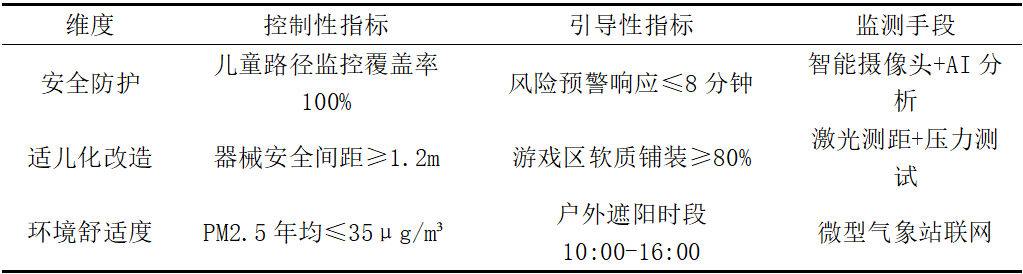 维度 控制性指标 引导性指标 监测手段
安全防护 儿童路径监控覆盖率 100% 风险预警响应≤8分钟 智能摄像头+AI分析
适儿化改造 器械安全间距≥1.2m 游戏区软质铺装≥80% 激光测距+压力测试
环境舒适度 PM2.5年均≤35μg/m³ 户外遮阳时段 10:00-16:00 微型气象站联网